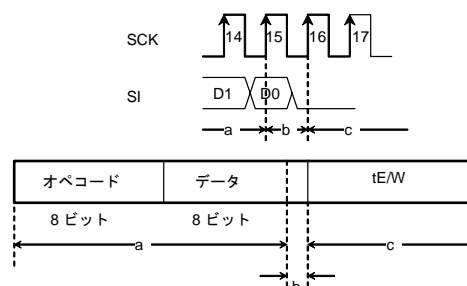 SCK 14 15 16 17
SI D1 D0
a b c
オペコード データ tE/W
8 ビット 8 ビット
a c
b